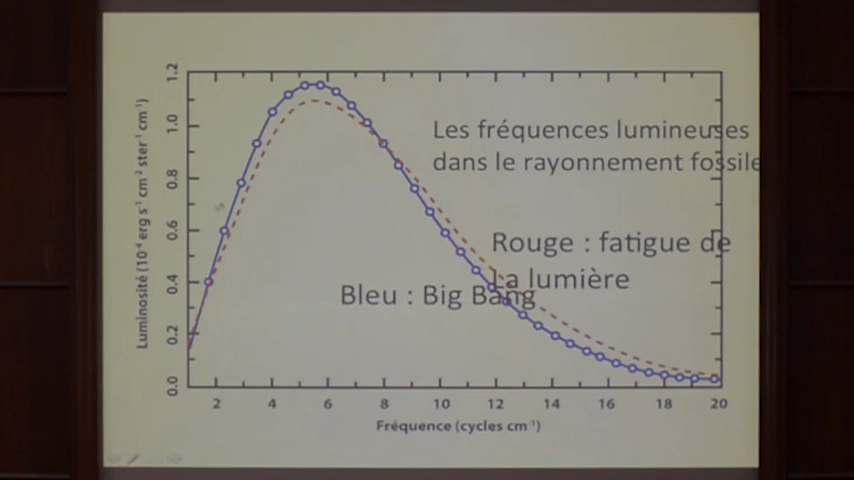 Les fréquences lumineuses
dans le rayonnement fossile
Rouge : fatigue de
La lumière
Bleu : Big Bang
Luminosité (10⁻⁴ erg s⁻¹ cm⁻² ster⁻¹ cm)
1.2
1.0
0.8
0.6
0.4
0.2
0.0
2 4 6 8 10 12 14 16 18 20
Fréquence (cycles cm⁻¹)